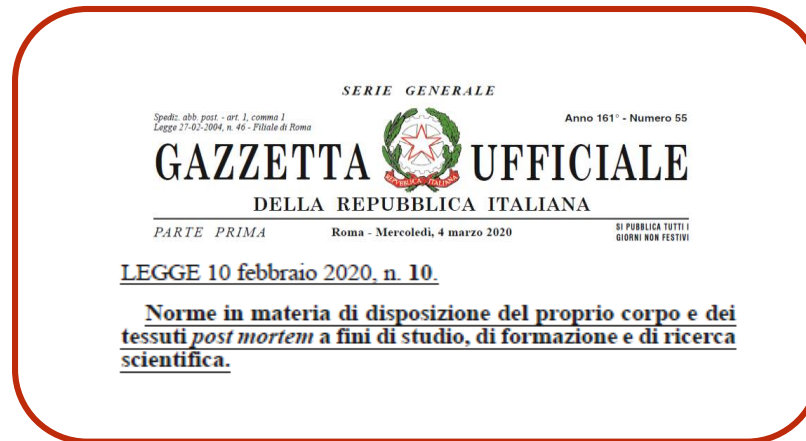 SERIE GENERALE
Spediz. abb. post. - art. 1, comma 1
Legge 27-02-2004, n. 46 - Filiale di Roma
Anno 161° - Numero 55
GAZZETTA UFFICIALE
REPUBBLICA ITALIANA
DELLA REPUBBLICA ITALIANA
PARTE PRIMA
Roma - Mercoledì, 4 marzo 2020
SI PUBBLICA TUTTI I
GIORNI NON FESTIVI
LEGGE 10 febbraio 2020, n. 10.
Norme in materia di disposizione del proprio corpo e dei
tessuti post mortem a fini di studio, di formazione e di ricerca
scientifica.